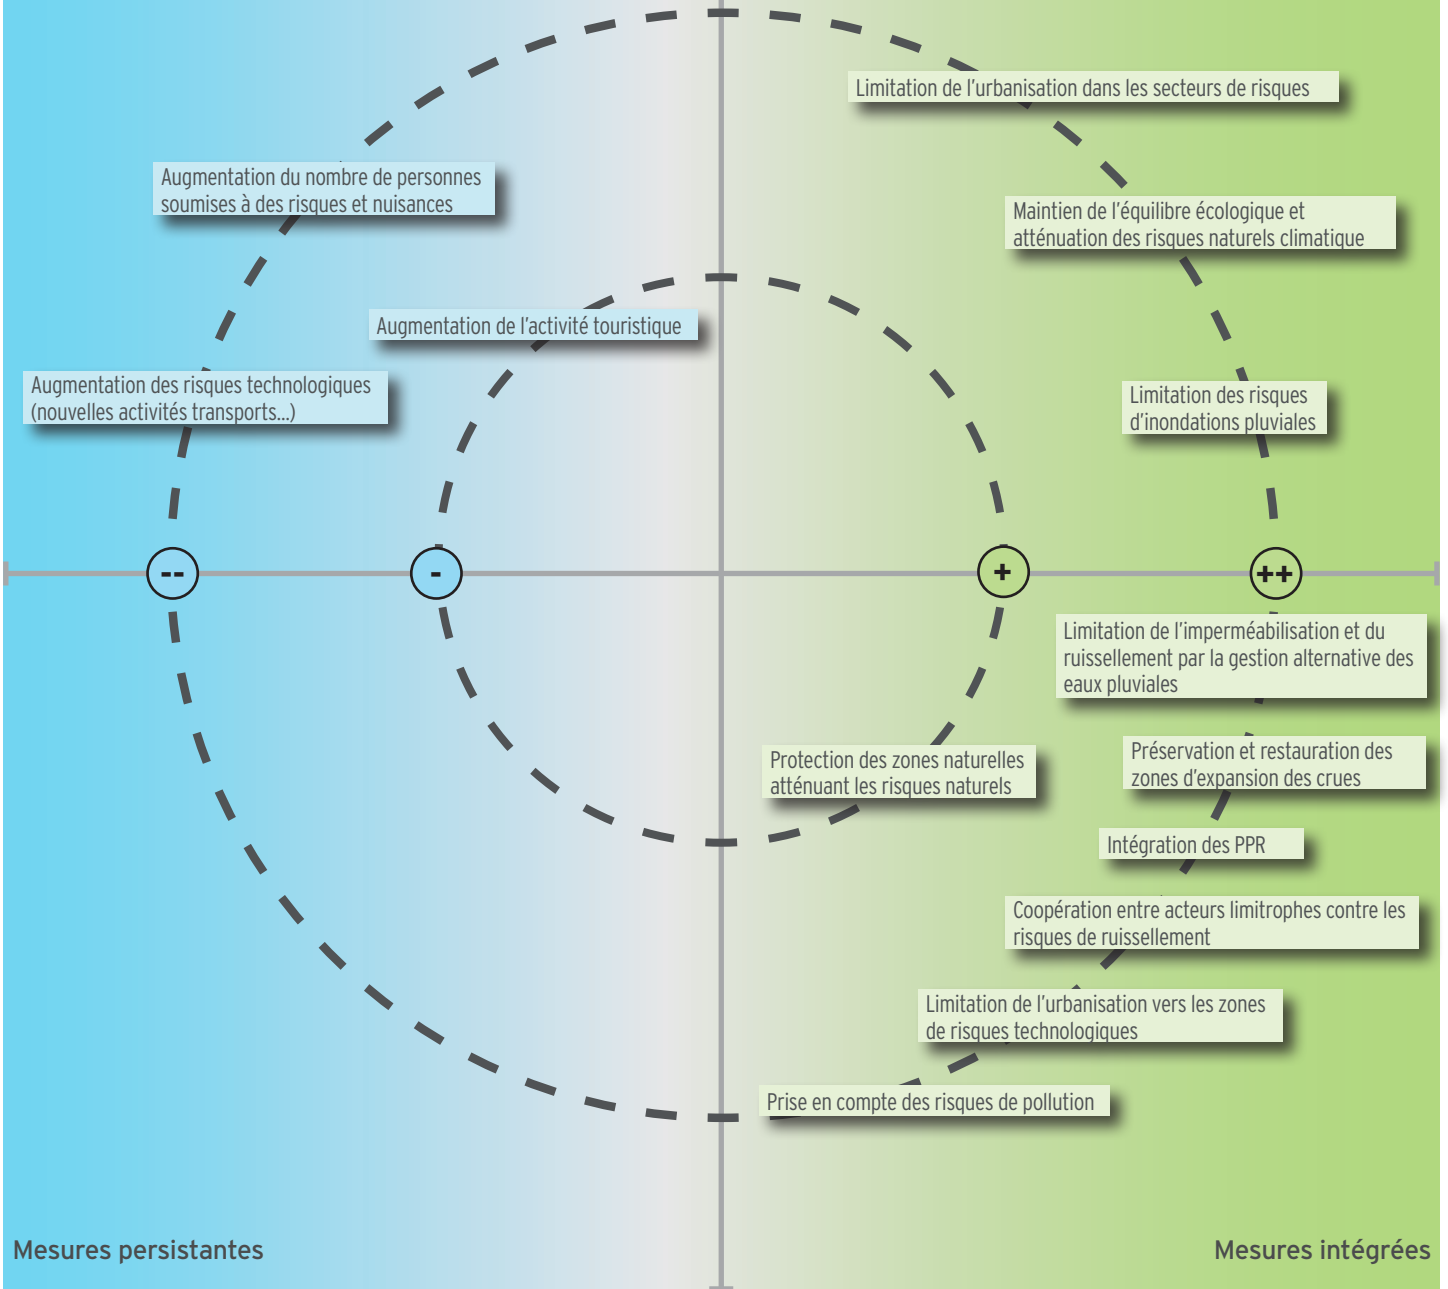 Limitation de l'urbanisation dans les secteurs de risques
Augmentation du nombre de personnes
soumises à des risques et nuisances
Maintien de l'équilibre écologique et
atténuation des risques naturels climatique
Augmentation de l'activité touristique
Augmentation des risques technologiques
(nouvelles activités transports...)
Limitation des risques
d'inondations pluviales
--
-
+
++
Limitation de l'imperméabilisation et du
ruissellement par la gestion alternative des
eaux pluviales
Protection des zones naturelles
atténuant les risques naturels
Préservation et restauration des
zones d'expansion des crues
Intégration des PPR
Coopération entre acteurs limitrophes contre les
risques de ruissellement
Limitation de l'urbanisation vers les zones
de risques technologiques
Prise en compte des risques de pollution
Mesures persistantes
Mesures intégrées